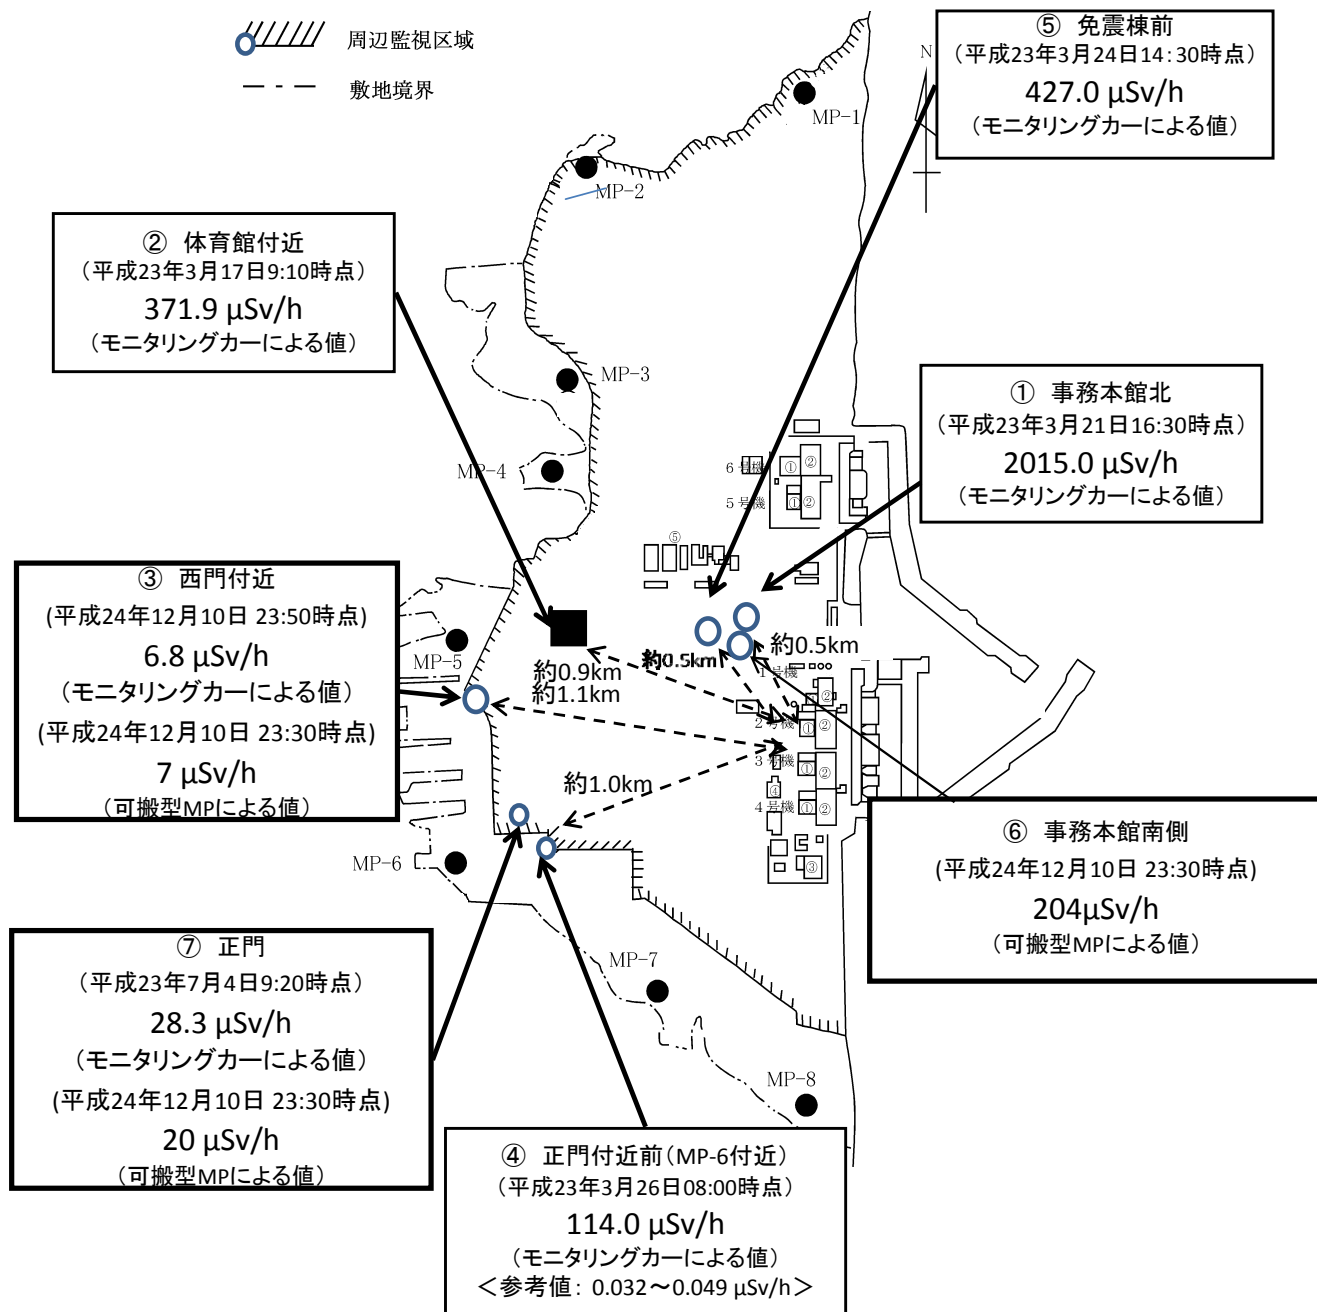 周辺監視区域
敷地境界
⑤ 免震棟前
(平成23年3月24日14:30時点)
427.0 μSv/h
(モニタリングカーによる値)
N
MP-1
MP-2
② 体育館付近
(平成23年3月17日9:10時点)
371.9 μSv/h
(モニタリングカーによる値)
MP-3
MP-4
① 事務本館北
(平成23年3月21日16:30時点)
2015.0 μSv/h
(モニタリングカーによる値)
6号機
① ②
5号機
① ②
⑤
③ 西門付近
(平成24年12月10日 23:50時点)
6.8 μSv/h
(モニタリングカーによる値)
(平成24年12月10日 23:30時点)
7 μSv/h
(可搬型MPによる値)
MP-5
約0.9km
約1.1km
約0.5km
約0.5km
1号機
②
2号機
① ②
3号機
① ②
④
4号機
① ②
③
約1.0km
MP-6
⑥ 事務本館南側
(平成24年12月10日 23:30時点)
204μSv/h
(可搬型MPによる値)
⑦ 正門
(平成23年7月4日9:20時点)
28.3 μSv/h
(モニタリングカーによる値)
(平成24年12月10日 23:30時点)
20 μSv/h
(可搬型MPによる値)
MP-7
MP-8
④ 正門付近前(MP-6付近)
(平成23年3月26日08:00時点)
114.0 μSv/h
(モニタリングカーによる値)
<参考値: 0.032~0.049 μSv/h>